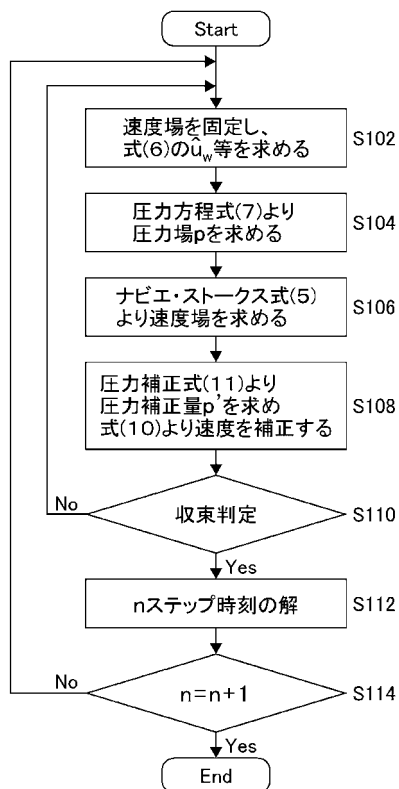 Start
速度場を固定し、
式(6)のû_w等を求める
S102
圧力方程式(7)より
圧力場pを求める
S104
ナビエ・ストークス式(5)
より速度場を求める
S106
圧力補正式(11)より
圧力補正量p'を求め
式(10)より速度を補正する
S108
No
収束判定
S110
Yes
nステップ時刻の解
S112
No
n=n+1
S114
Yes
End